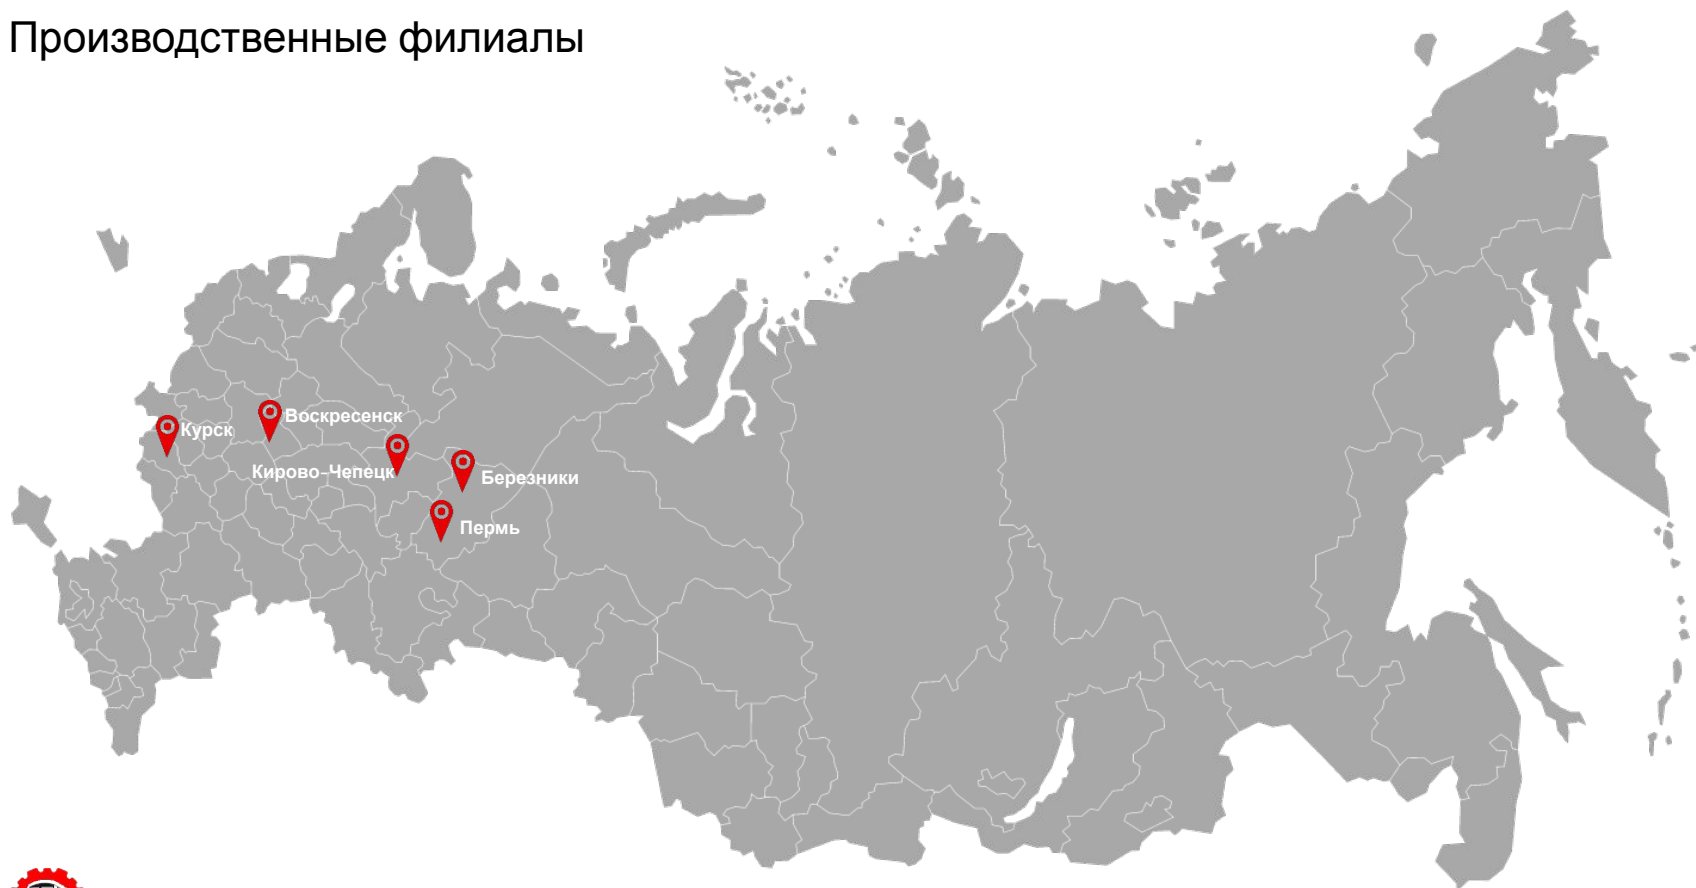 Производственные филиалы
Воскресенск
Курск
Кирово-Чепецк
Березники
Пермь